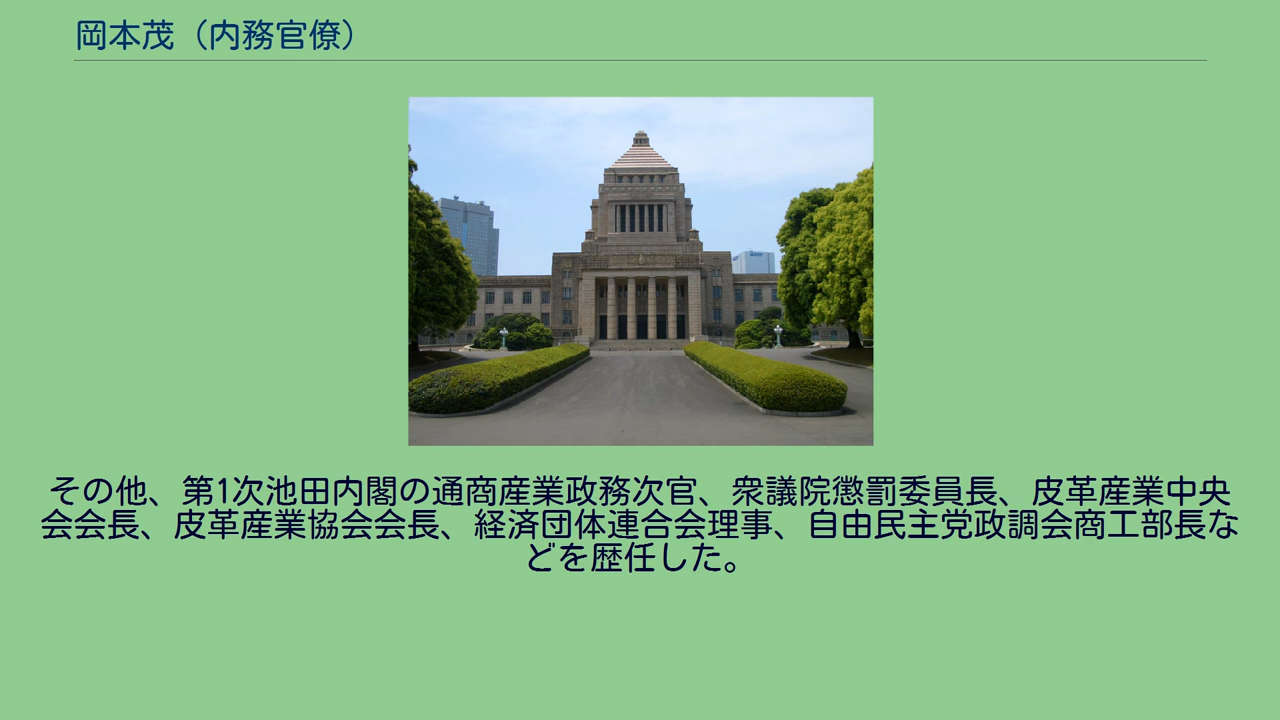 岡本茂（内務官僚）
その他、第1次池田内閣の通商産業政務次官、衆議院懲罰委員長、皮革産業中央
会会長、皮革産業協会会長、経済団体連合会理事、自由民主党政調会商工部長な
どを歴任した。